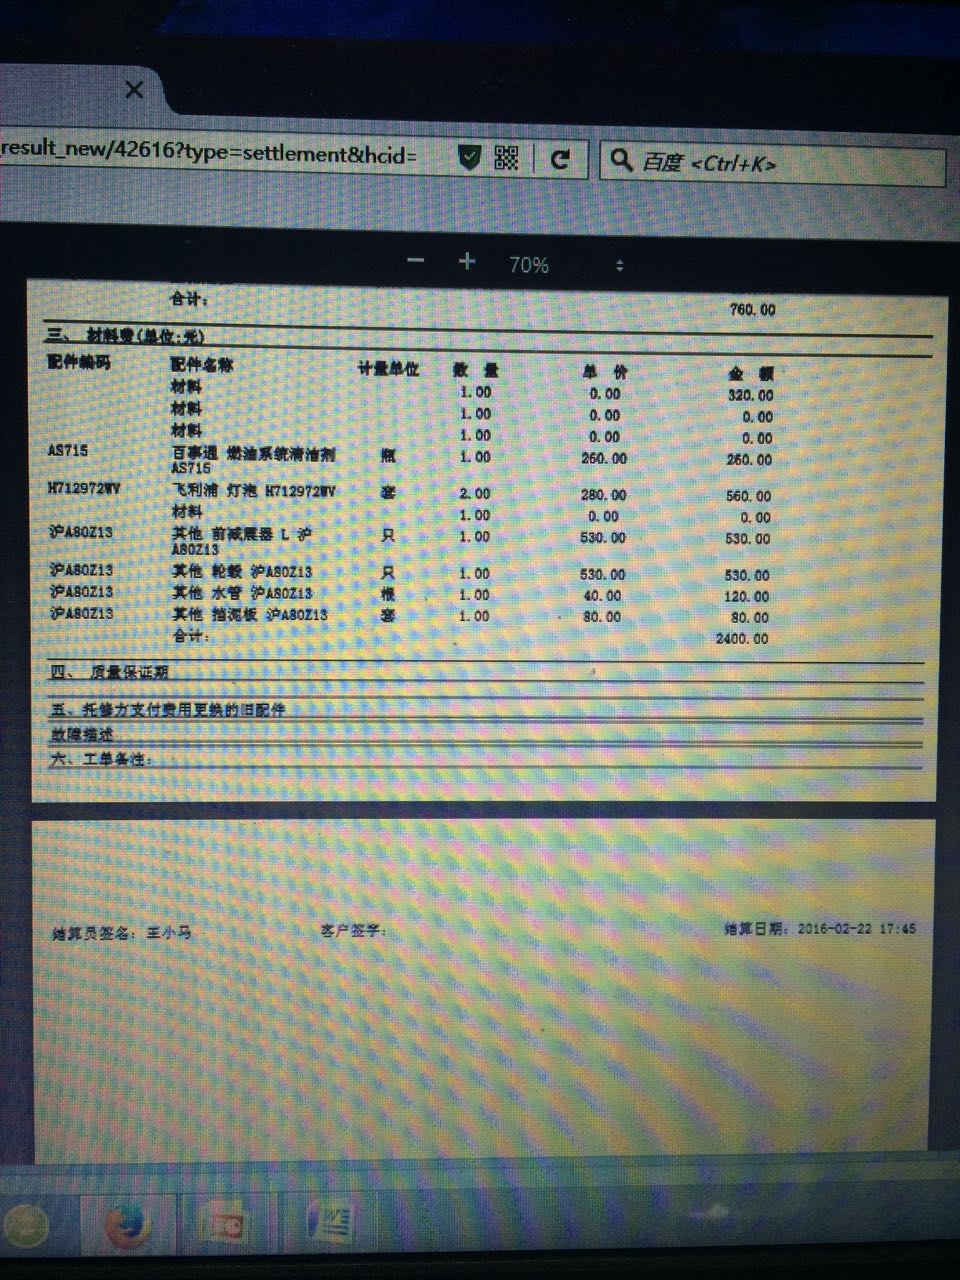 result_new/42616?type=settlement&hcid=
百度 <Ctrl+K>
70%
合计： 760.00
三、 材料费(单位:元)
配件编码 配件名称 计量单位 数 量 单 价 金 额
材料 1.00 0.00 320.00
材料 1.00 0.00 0.00
材料 1.00 0.00 0.00
AS715 百事通 燃油系统清洁剂 瓶 1.00 260.00 260.00
AS715
H712972WV 飞利浦 灯泡 H712972WV 套 2.00 280.00 560.00
材料 1.00 0.00 0.00
沪A80Z13 其他 前减震器 L 沪 只 1.00 530.00 530.00
A80Z13
沪A80Z13 其他 轮毂 沪A80Z13 只 1.00 530.00 530.00
沪A80Z13 其他 水管 沪A80Z13 根 1.00 40.00 120.00
沪A80Z13 其他 挡泥板 沪A80Z13 套 1.00 80.00 80.00
合计： 2400.00
四、 质量保证期
五、托修方支付费用更换的旧配件
故障描述
六、工单备注：
结算员签名：王小马 客户签字： 结算日期：2016-02-22 17:45